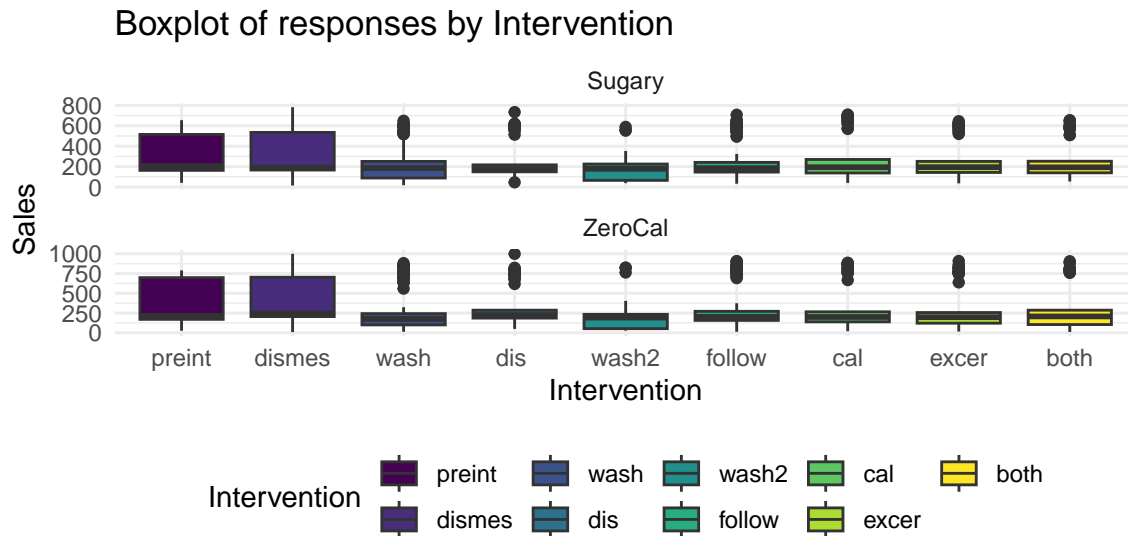 Boxplot of responses by Intervention
Sugary
800
600
400
200
0
Sales
ZeroCal
1000
750
500
250
0
preint dismes wash dis wash2 follow cal excer both
Intervention
Intervention
preint wash wash2 cal both
dismes dis follow excer